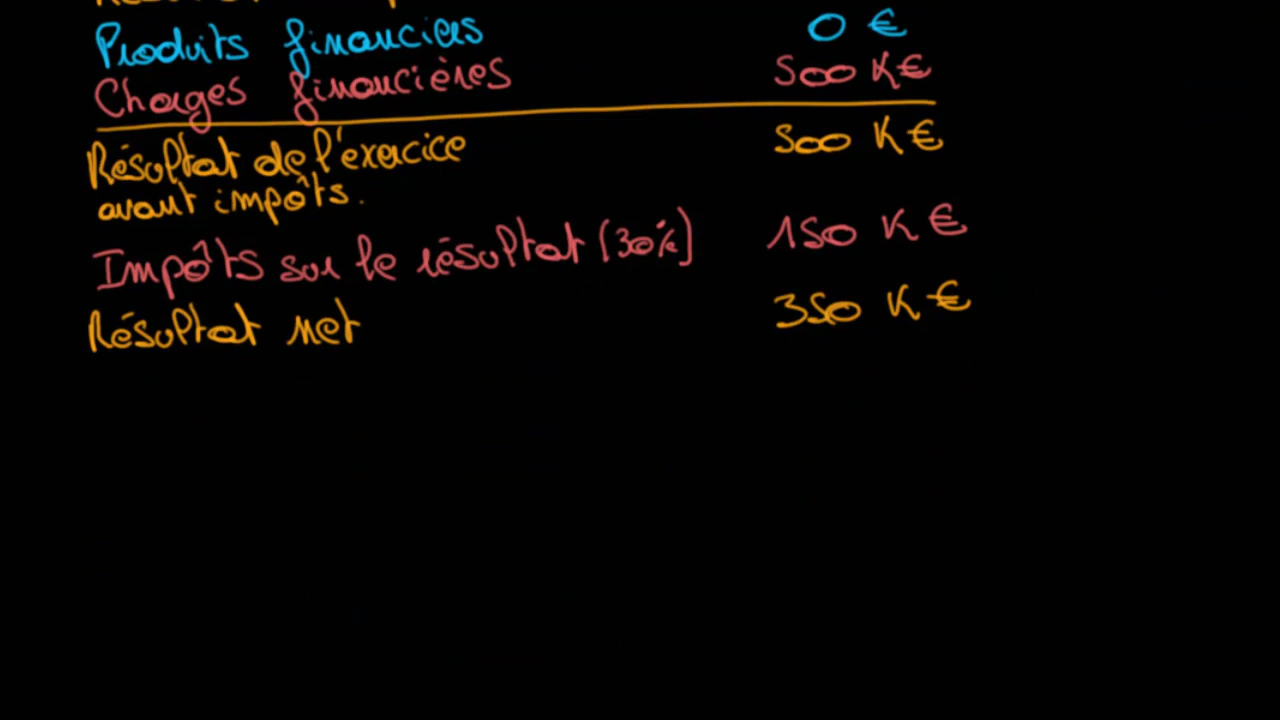 Produits financiers 0 €
Charges financières 500 K€
Résultat de l'exercice 500 K€
avant impôts.
Impôts sur le résultat (30%) 150 K€
Résultat net 350 K€